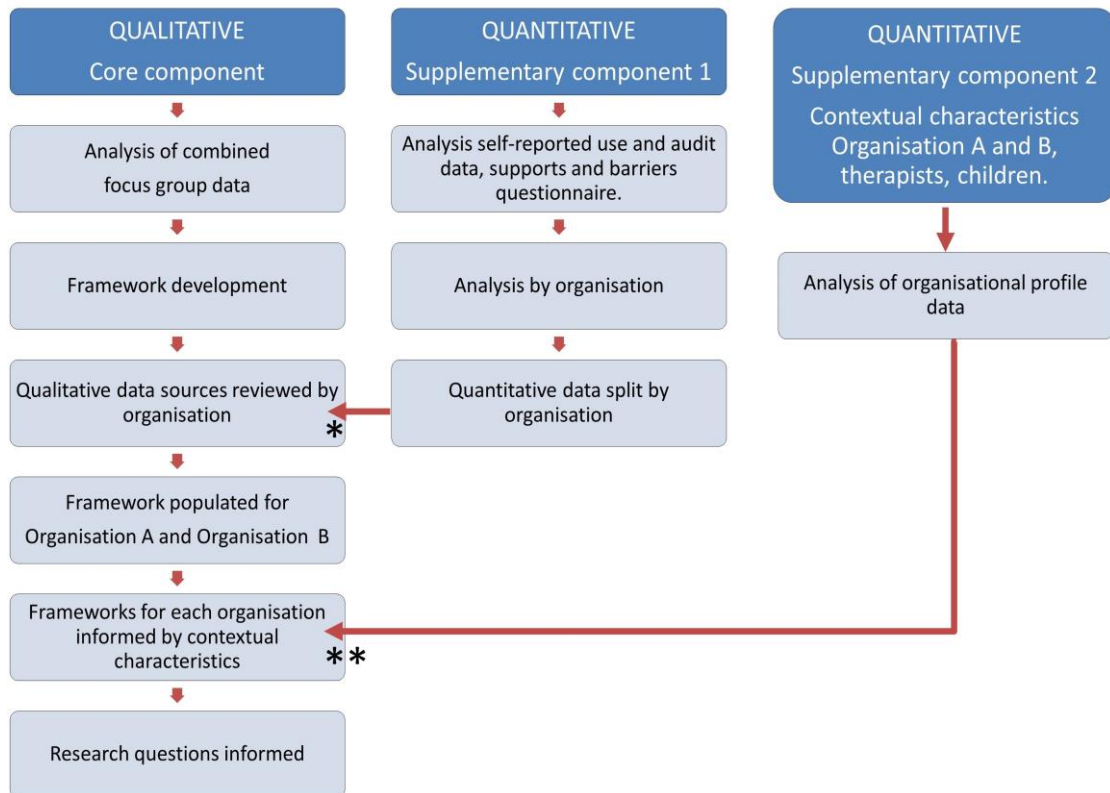 QUALITATIVE
Core component
Analysis of combined
focus group data
Framework development
Qualitative data sources reviewed by
organisation
*
Framework populated for
Organisation A and Organisation B
Frameworks for each organisation
informed by contextual
characteristics
**
Research questions informed
QUANTITATIVE
Supplementary component 1
Analysis self-reported use and audit
data, supports and barriers
questionnaire.
Analysis by organisation
Quantitative data split by
organisation
QUANTITATIVE
Supplementary component 2
Contextual characteristics
Organisation A and B,
therapists, children.
Analysis of organisational profile
data